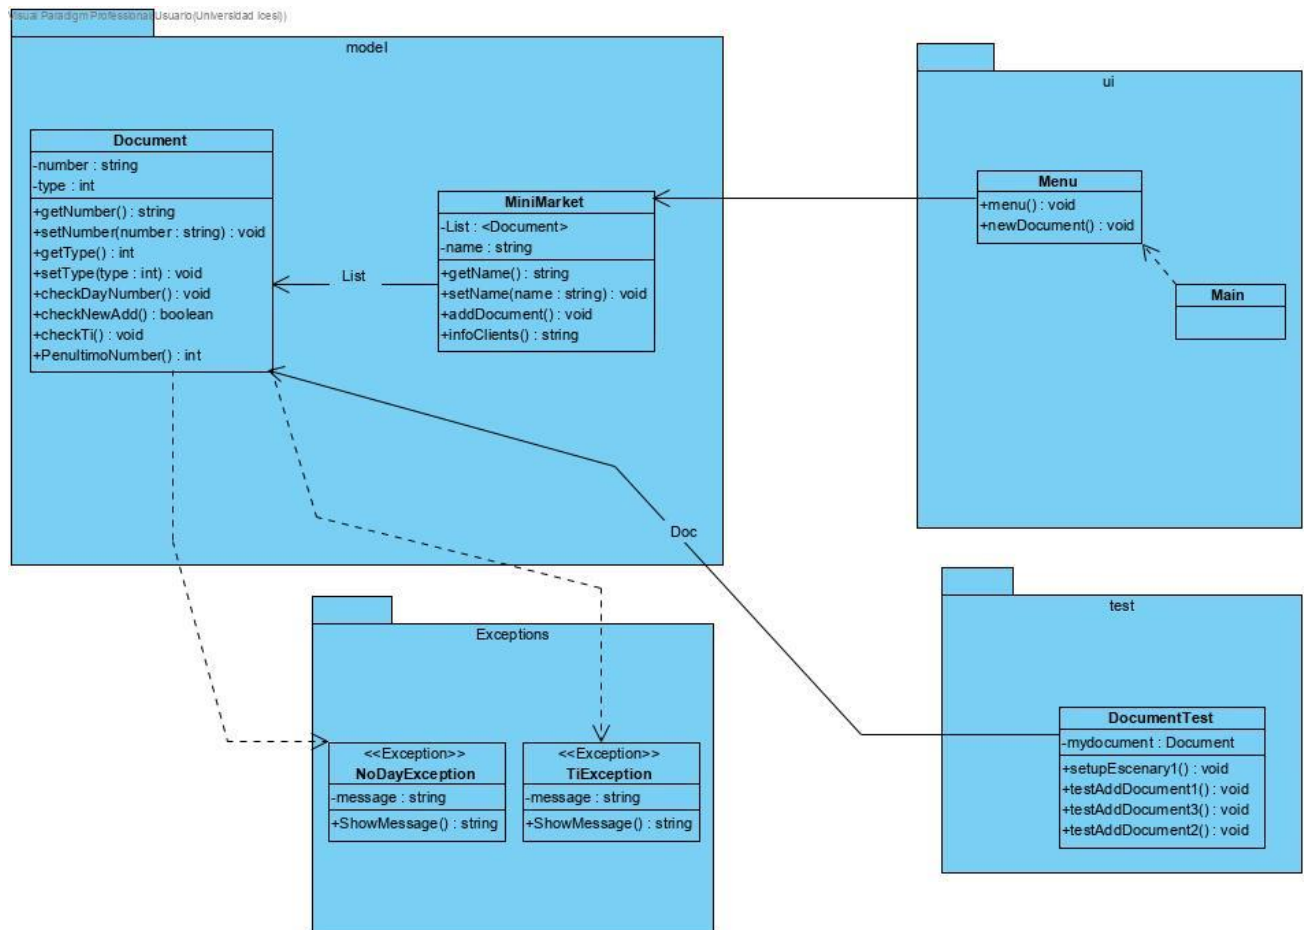 Visual Paradigm Professional Usuario(Universidad Icesi))
model
Document
-number : string
-type : int
+getNumber() : string
+setNumber(number : string) : void
+getType() : int
+setType(type : int) : void
+checkDayNumber() : void
+checkNewAdd() : boolean
+checkTi() : void
+PenultimoNumber() : int
List
MiniMarket
-List : <Document>
-name : string
+getName() : string
+setName(name : string) : void
+addDocument() : void
+infoClients() : string
ui
Menu
+menu() : void
+newDocument() : void
Main
Doc
Exceptions
<<Exception>>
NoDayException
-message : string
+ShowMessage() : string
<<Exception>>
TiException
-message : string
+ShowMessage() : string
test
DocumentTest
-mydocument : Document
+setupEscenary1() : void
+testAddDocument1() : void
+testAddDocument3() : void
+testAddDocument2() : void